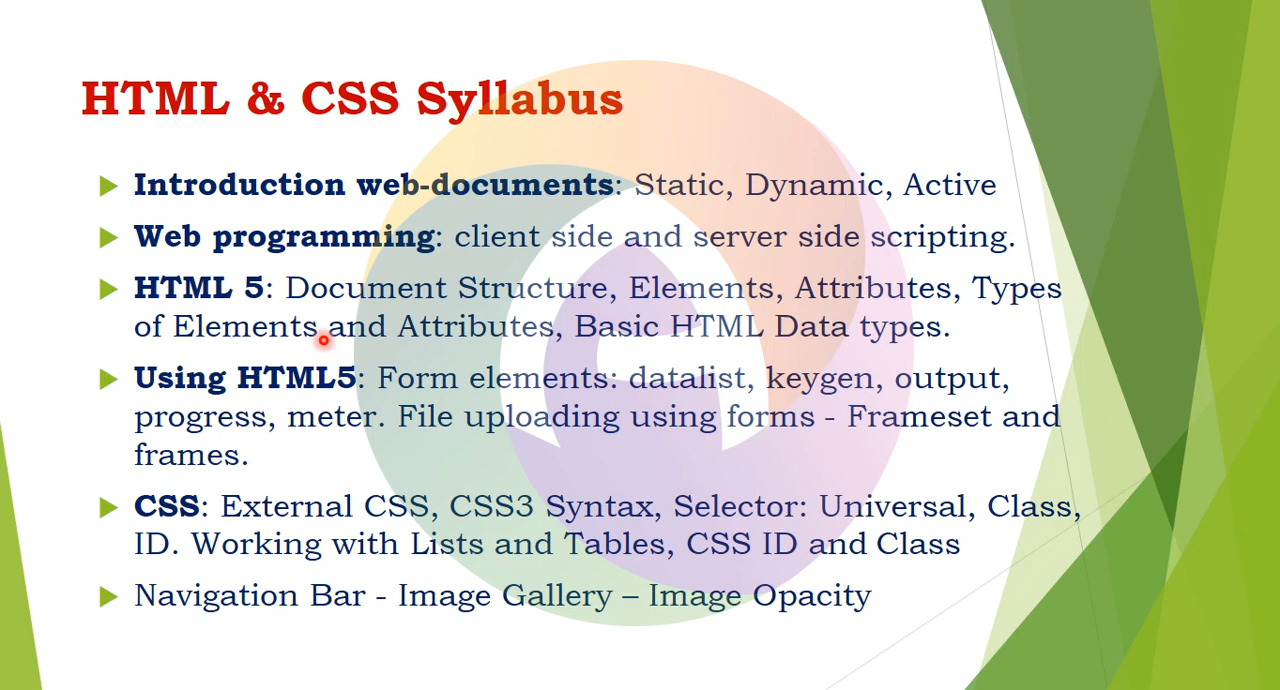 HTML & CSS Syllabus
Introduction web-documents: Static, Dynamic, Active
Web programming: client side and server side scripting.
HTML 5: Document Structure, Elements, Attributes, Types
of Elements and Attributes, Basic HTML Data types.
Using HTML5: Form elements: datalist, keygen, output,
progress, meter. File uploading using forms - Frameset and
frames.
CSS: External CSS, CSS3 Syntax, Selector: Universal, Class,
ID. Working with Lists and Tables, CSS ID and Class
Navigation Bar - Image Gallery – Image Opacity